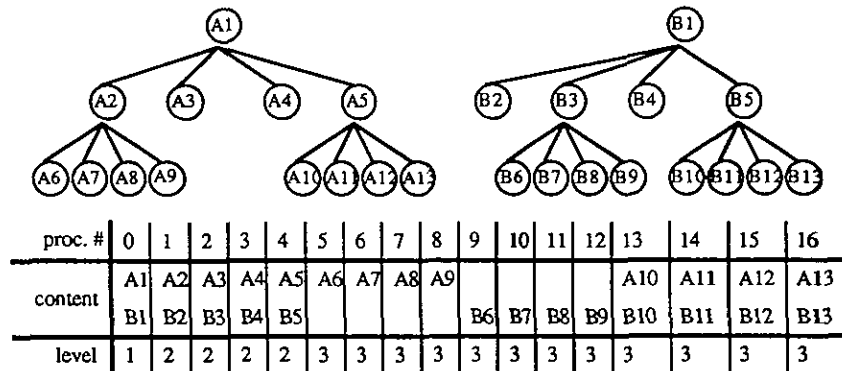 A1 B1
A2 A3 A4 A5 B2 B3 B4 B5
A6 A7 A8 A9 A10 A11 A12 A13 B6 B7 B8 B9 B10 B11 B12 B13
proc. # 0 1 2 3 4 5 6 7 8 9 10 11 12 13 14 15 16
content A1 A2 A3 A4 A5 A6 A7 A8 A9 A10 A11 A12 A13
B1 B2 B3 B4 B5 B6 B7 B8 B9 B10 B11 B12 B13
level 1 2 2 2 2 3 3 3 3 3 3 3 3 3 3 3 3